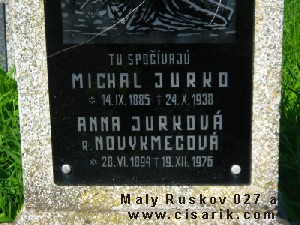 TU SPOČÍVAJÚ
MICHAL JURKO
* 14.IX.1885 † 24.X.1938
ANNA JURKOVÁ
R. NOVYKMECOVÁ
* 28.VI.1894 † 19.XII.1976
Maly Ruskov 027 a
www.cisarik.com